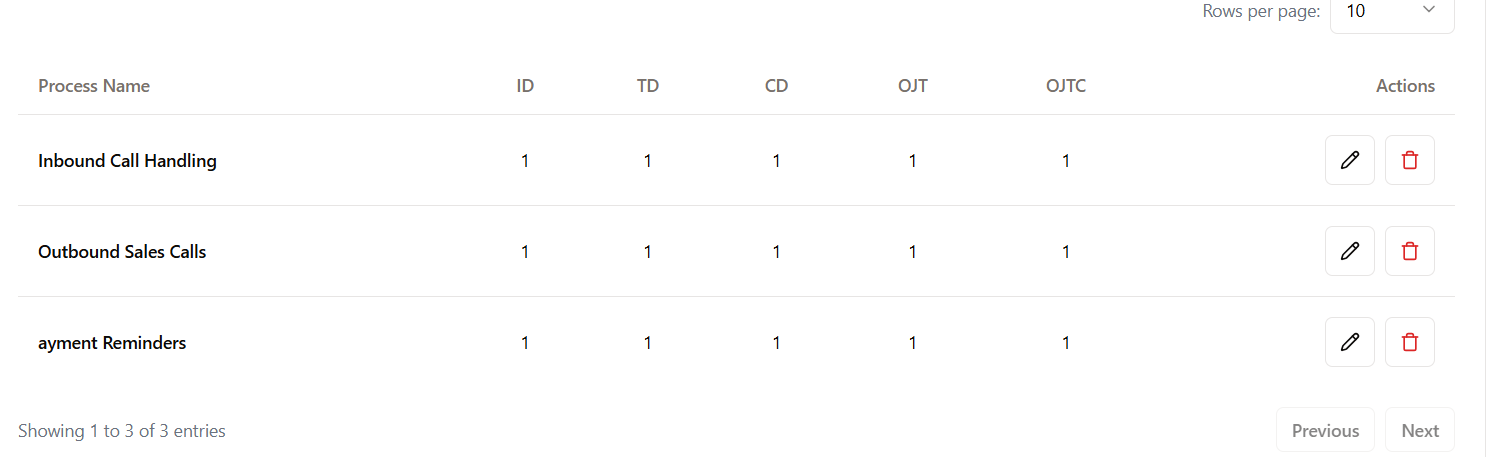 Rows per page: 10
Process Name ID TD CD OJT OJTC Actions
Inbound Call Handling 1 1 1 1 1
Outbound Sales Calls 1 1 1 1 1
ayment Reminders 1 1 1 1 1
Showing 1 to 3 of 3 entries Previous Next